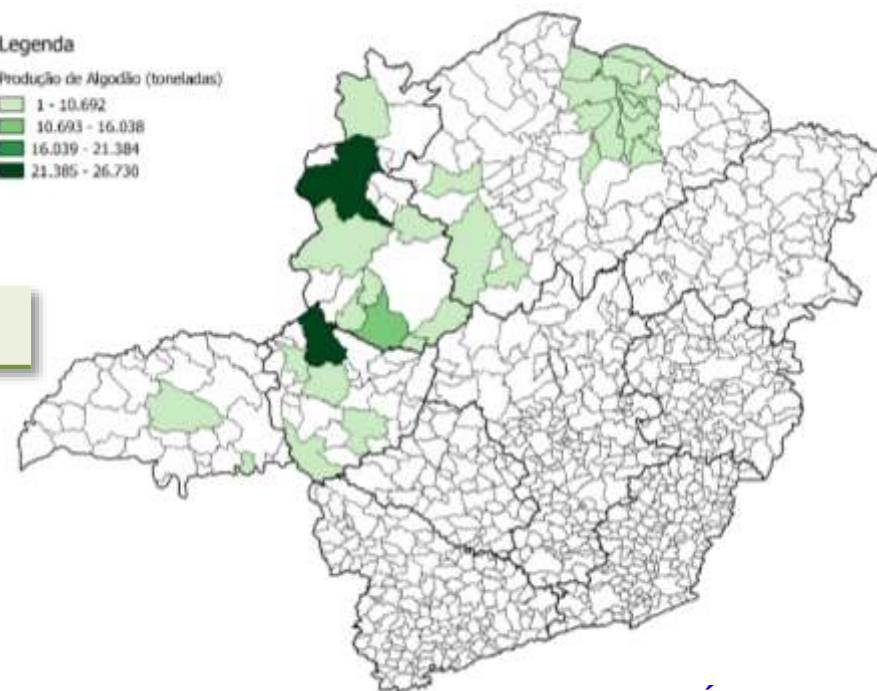 Legenda
Produção de Algodão (toneladas)
1 - 10.692
10.693 - 16.038
16.039 - 21.384
21.385 - 26.730